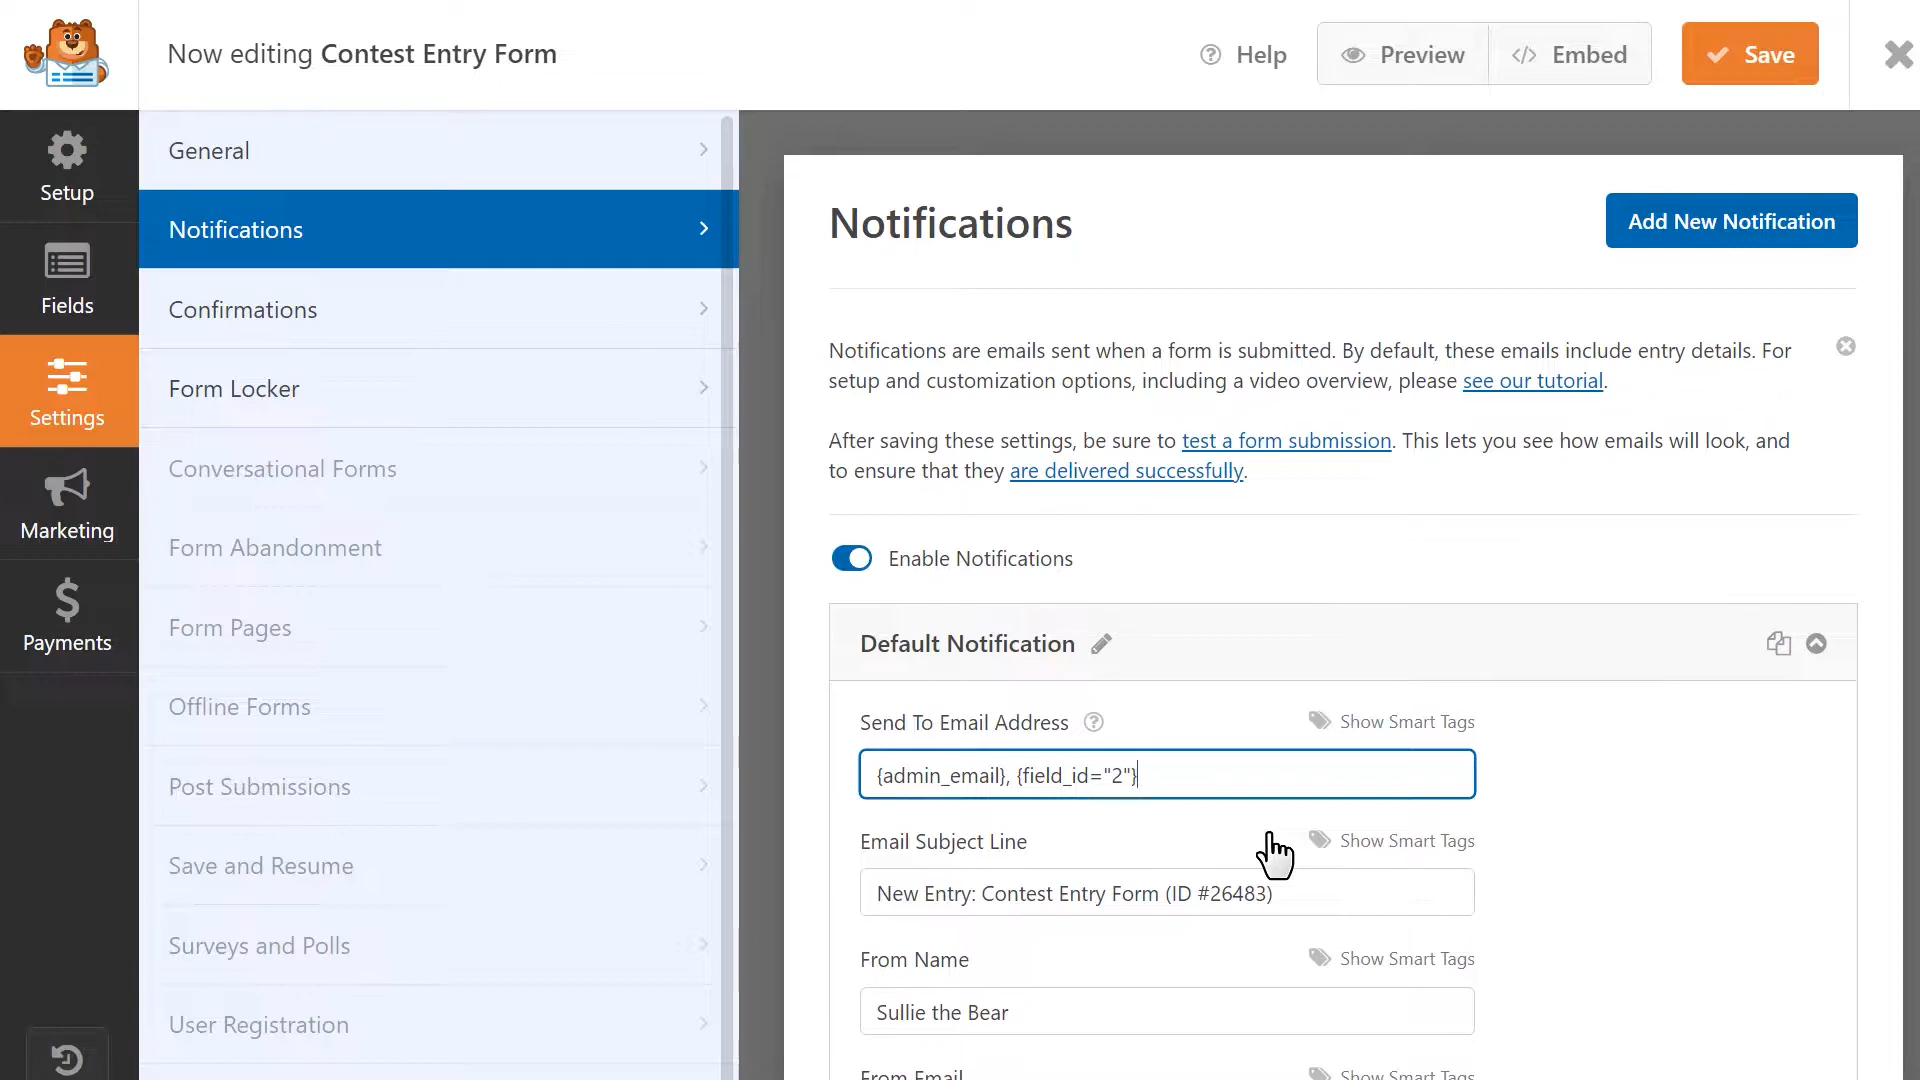 Now editing Contest Entry Form
Help
Preview
Embed
Save
Setup
Fields
Settings
Marketing
Payments
General
Notifications
Confirmations
Form Locker
Conversational Forms
Form Abandonment
Form Pages
Offline Forms
Post Submissions
Save and Resume
Surveys and Polls
User Registration
Notifications
Add New Notification
Notifications are emails sent when a form is submitted. By default, these emails include entry details. For
setup and customization options, including a video overview, please see our tutorial.
After saving these settings, be sure to test a form submission. This lets you see how emails will look, and
to ensure that they are delivered successfully.
Enable Notifications
Default Notification
Send To Email Address
Show Smart Tags
{admin_email}, {field_id="2"}
Email Subject Line
Show Smart Tags
New Entry: Contest Entry Form (ID #26483)
From Name
Show Smart Tags
Sullie the Bear
From Email
Show Smart Tags